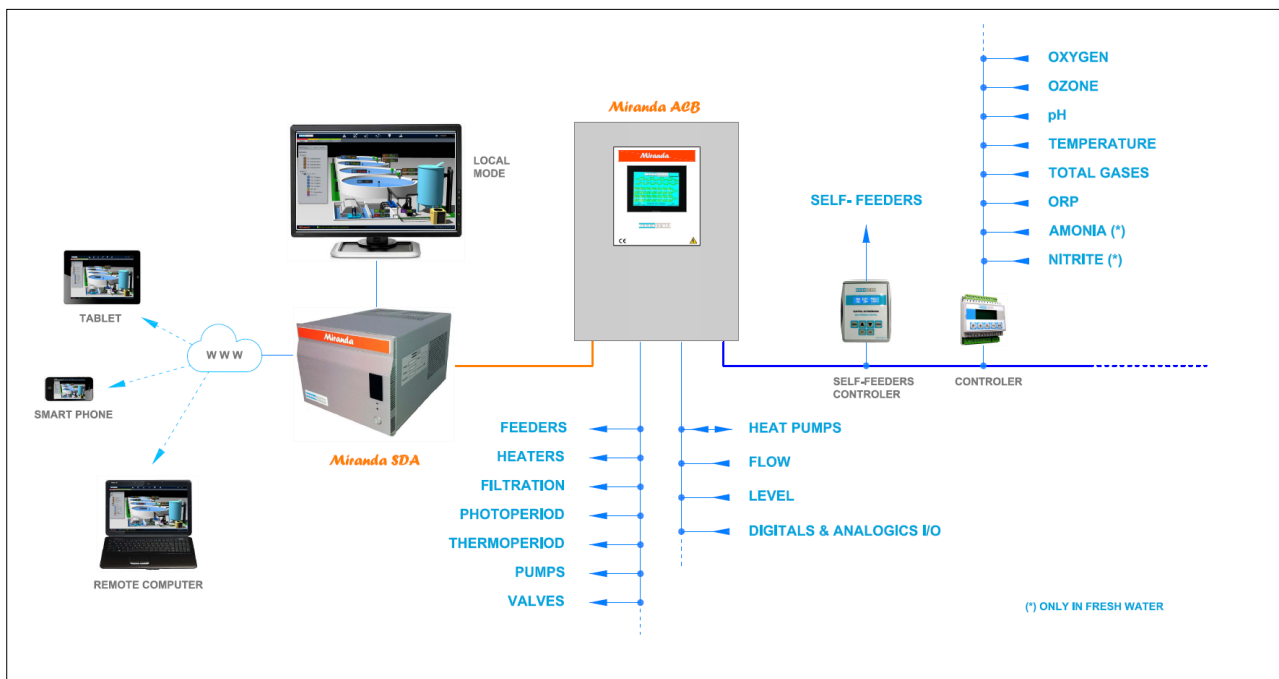 Miranda ACB
LOCAL
MODE
Miranda
TABLET
WWW
SMART PHONE
REMOTE COMPUTER
Miranda
Miranda SDA
CE
SELF- FEEDERS
SELF-FEEDERS
CONTROLER
OXYGEN
OZONE
pH
TEMPERATURE
TOTAL GASES
ORP
AMONIA (*)
NITRITE (*)
CONTROLER
FEEDERS
HEATERS
FILTRATION
PHOTOPERIOD
THERMOPERIOD
PUMPS
VALVES
HEAT PUMPS
FLOW
LEVEL
DIGITALS & ANALOGICS I/O
(*) ONLY IN FRESH WATER